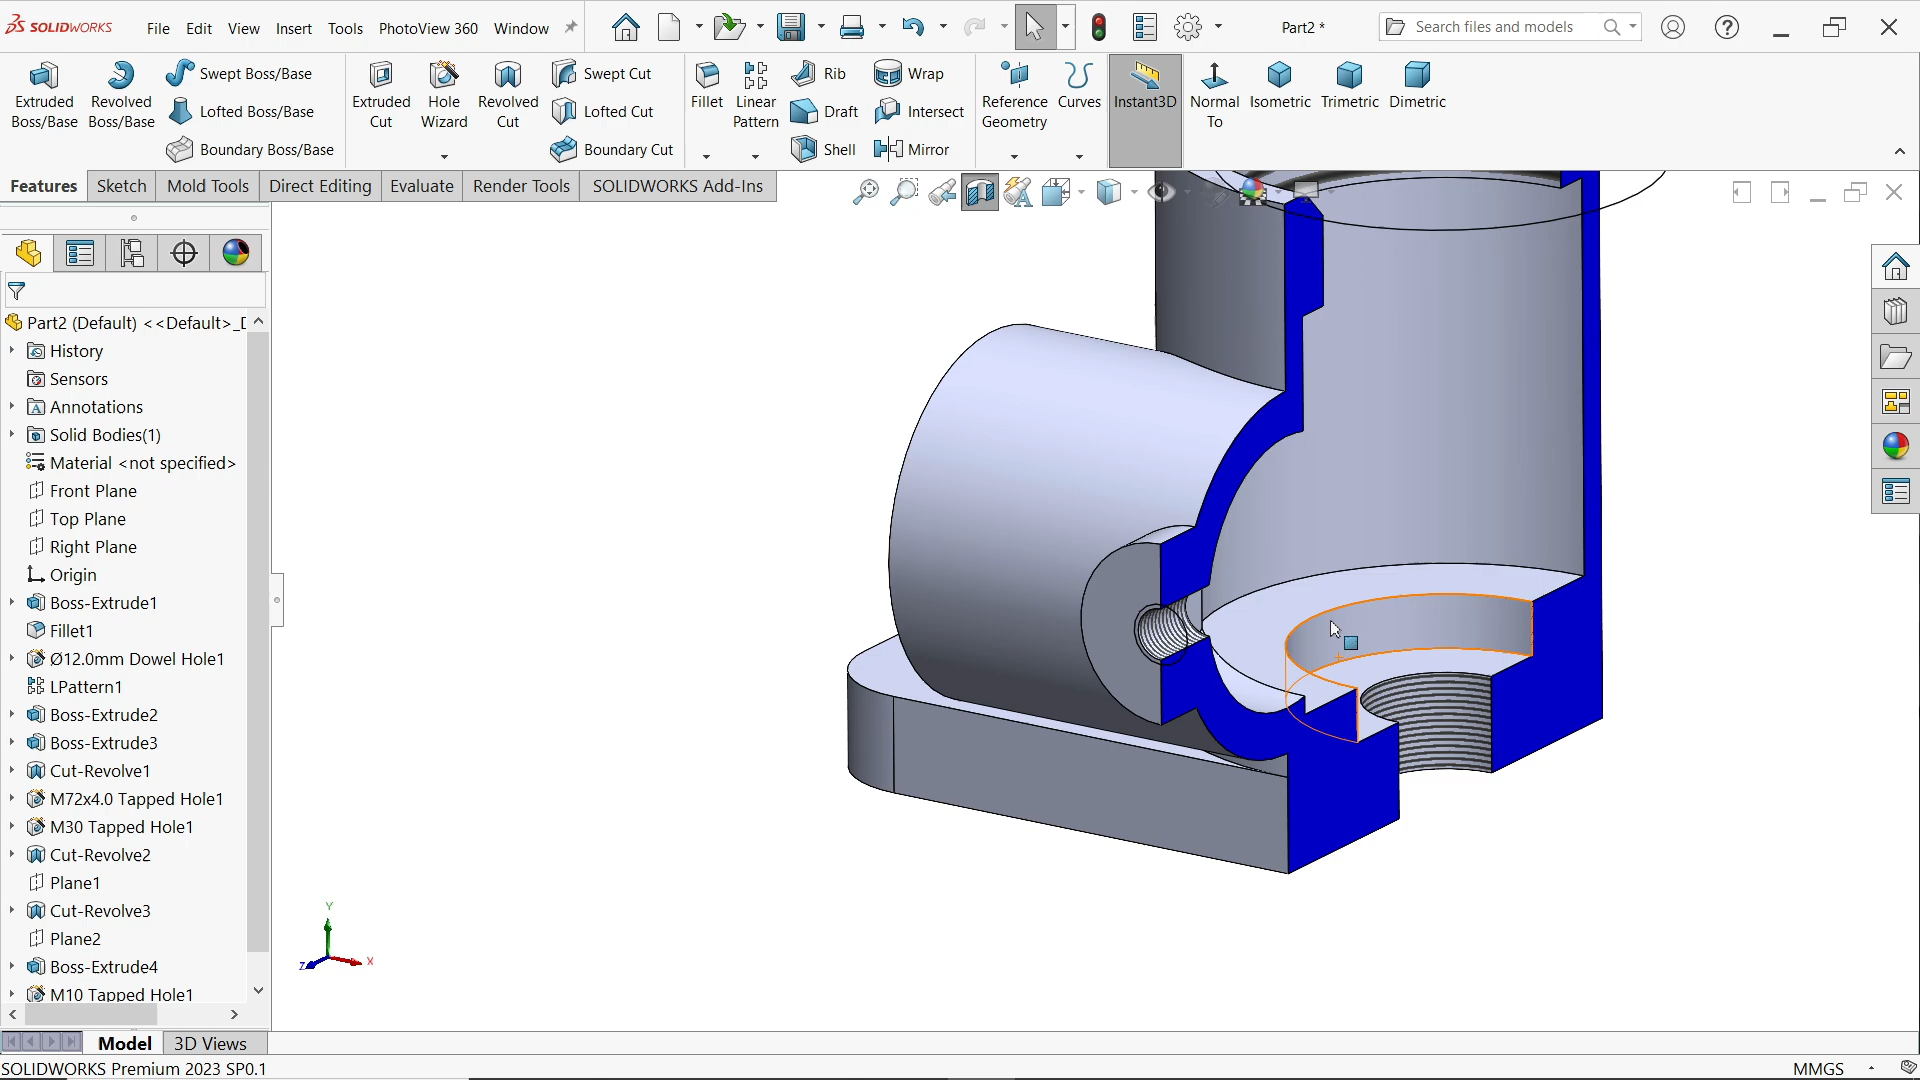 SOLIDWORKS File Edit View Insert Tools PhotoView 360 Window Part2 * Search files and models
Extruded Boss/Base
Revolved Boss/Base
Swept Boss/Base
Lofted Boss/Base
Boundary Boss/Base
Extruded Cut
Hole Wizard
Revolved Cut
Swept Cut
Lofted Cut
Boundary Cut
Fillet
Linear Pattern
Rib
Draft
Shell
Wrap
Intersect
Mirror
Reference Geometry
Curves
Instant3D
Normal To
Isometric
Trimetric
Dimetric
Features Sketch Mold Tools Direct Editing Evaluate Render Tools SOLIDWORKS Add-Ins
Part2 (Default) <<Default>_D
History
Sensors
Annotations
Solid Bodies(1)
Material <not specified>
Front Plane
Top Plane
Right Plane
Origin
Boss-Extrude1
Fillet1
Ø12.0mm Dowel Hole1
LPattern1
Boss-Extrude2
Boss-Extrude3
Cut-Revolve1
M72x4.0 Tapped Hole1
M30 Tapped Hole1
Cut-Revolve2
Plane1
Cut-Revolve3
Plane2
Boss-Extrude4
M10 Tapped Hole1
Y
Z X
Model 3D Views
SOLIDWORKS Premium 2023 SP0.1 MMGS